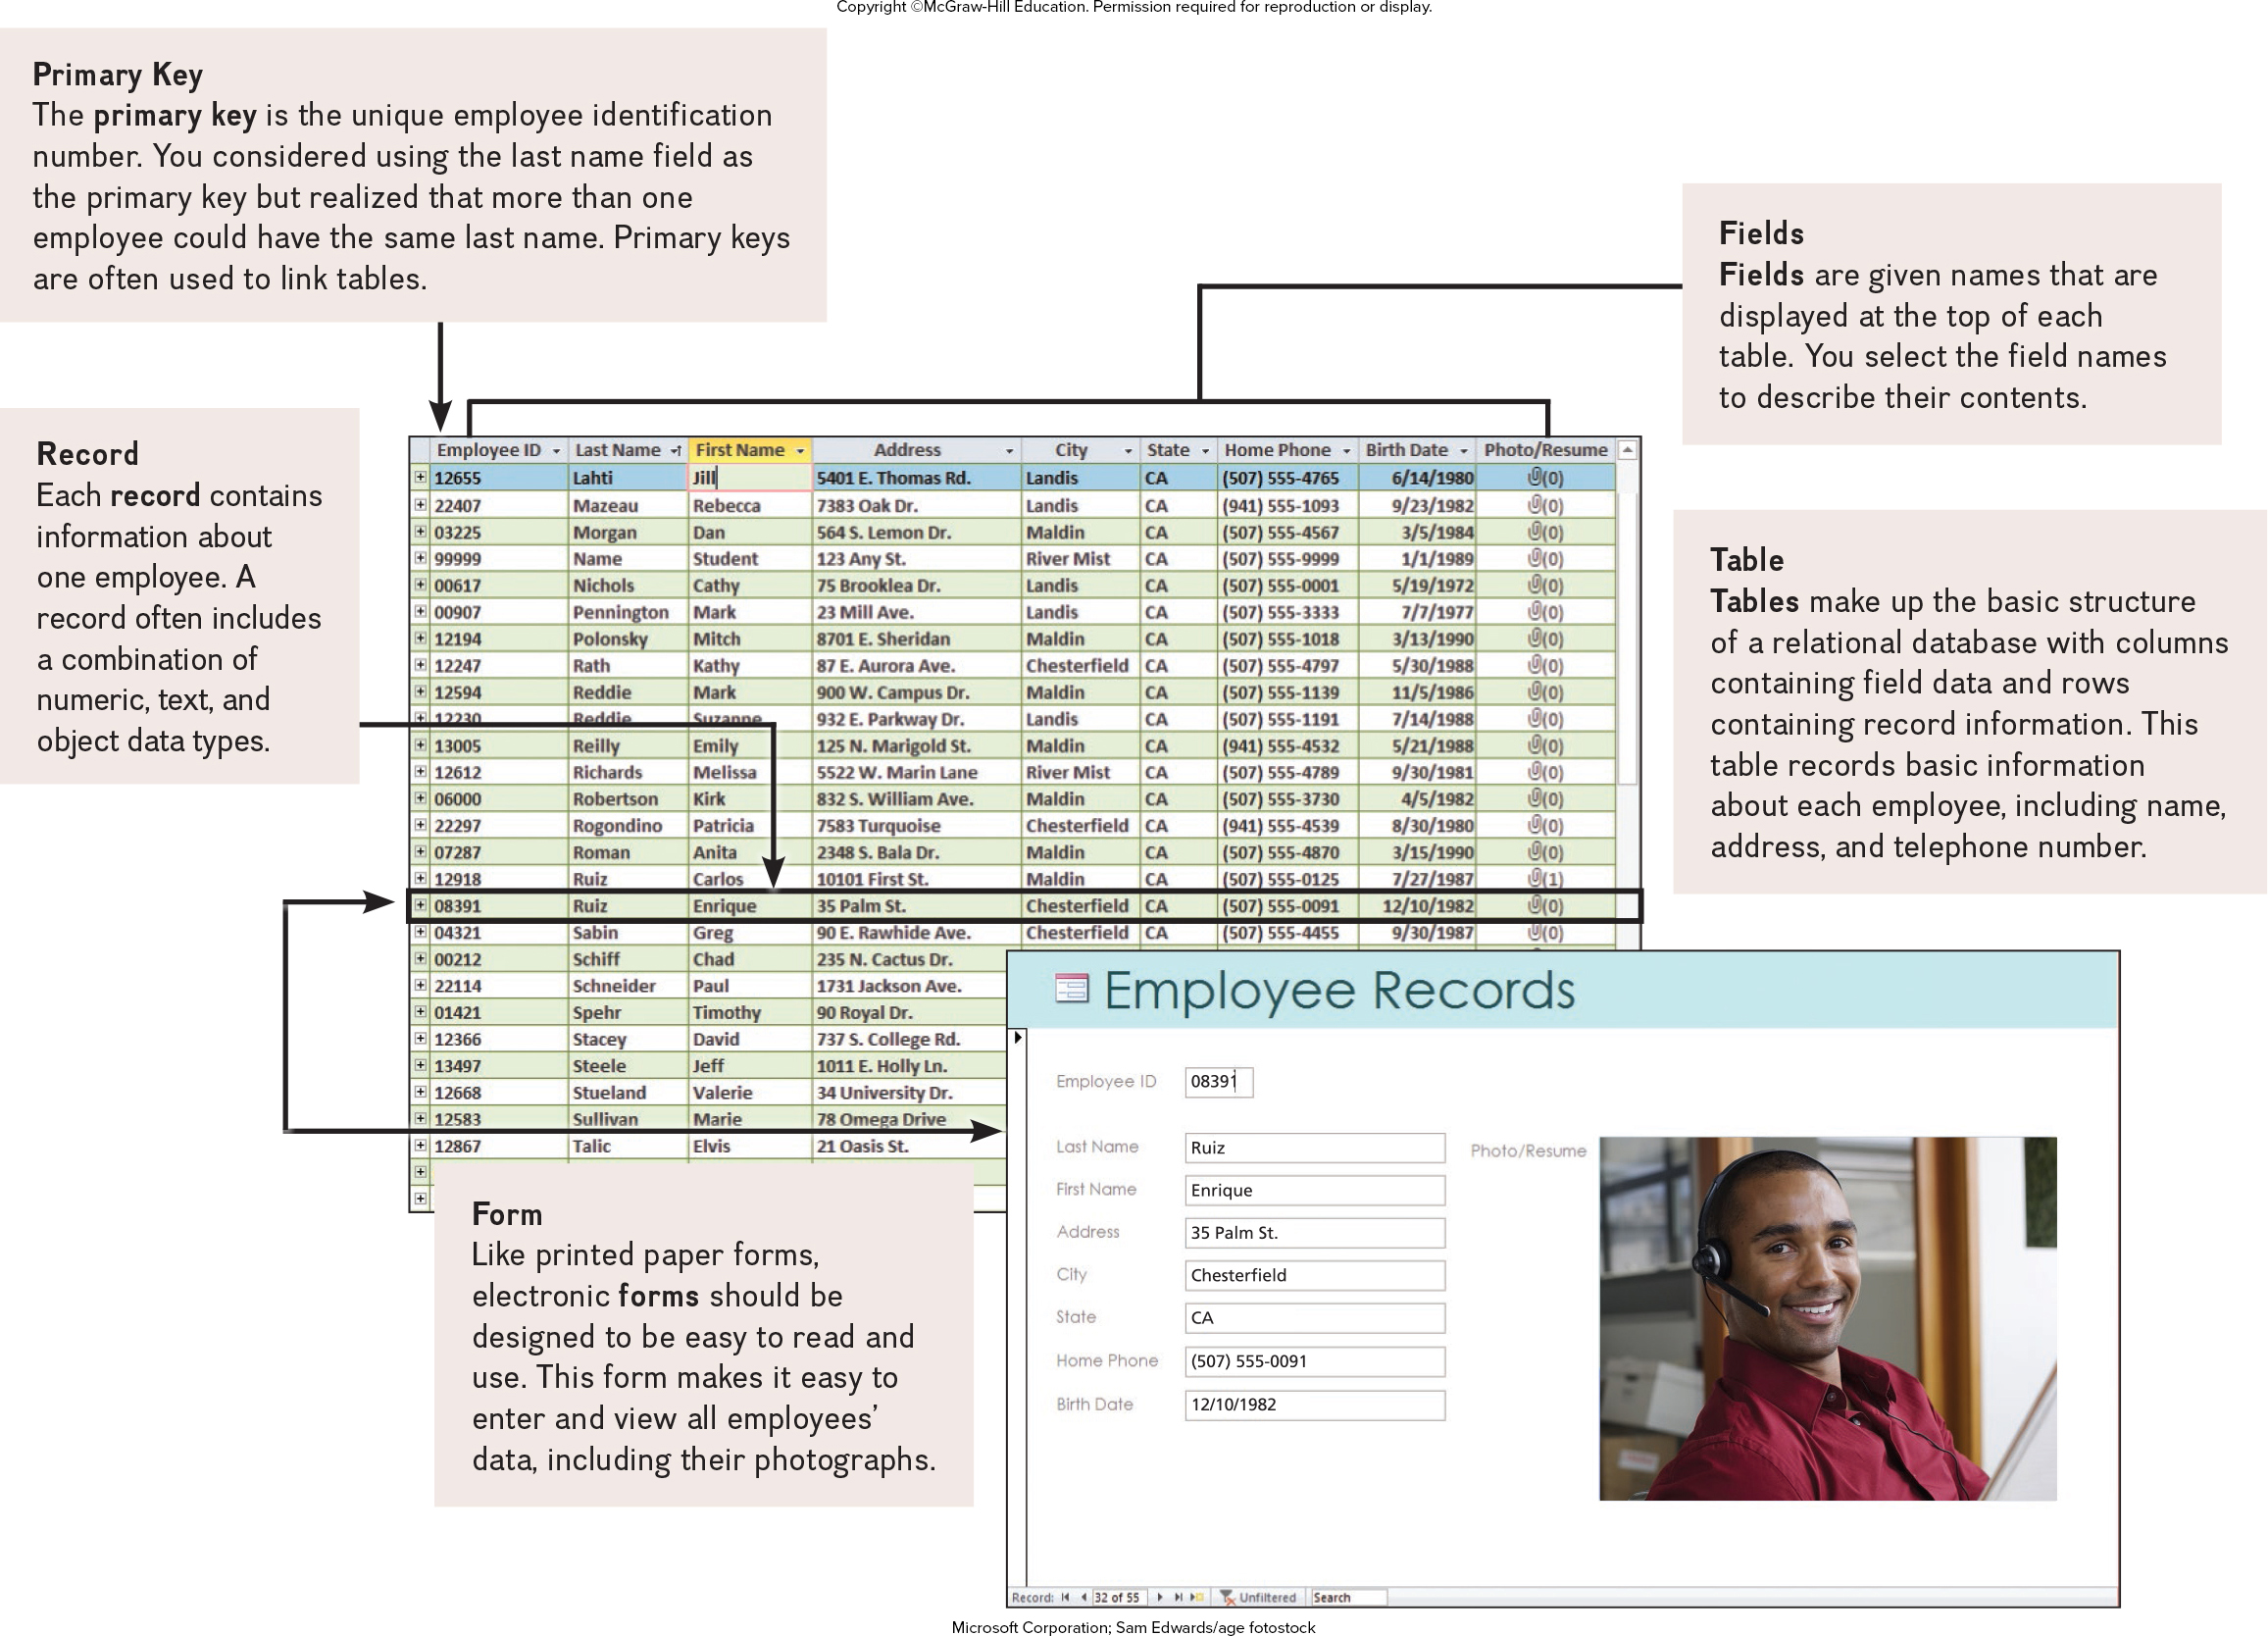 Copyright ©McGraw-Hill Education. Permission required for reproduction or display.
Primary Key
The primary key is the unique employee identification
number. You considered using the last name field as
the primary key but realized that more than one
employee could have the same last name. Primary keys
are often used to link tables.
Fields
Fields are given names that are
displayed at the top of each
table. You select the field names
to describe their contents.
Record
Each record contains
information about
one employee. A
record often includes
a combination of
numeric, text, and
object data types.
Table
Tables make up the basic structure
of a relational database with columns
containing field data and rows
containing record information. This
table records basic information
about each employee, including name,
address, and telephone number.
Employee ID Last Name First Name Address City State Home Phone Birth Date Photo/Resume
12655 Lahti Jill 5401 E. Thomas Rd. Landis CA (507) 555-4765 6/14/1980 (0)
22407 Mazeau Rebecca 7383 Oak Dr. Landis CA (941) 555-1093 9/23/1982 (0)
03225 Morgan Dan 564 S. Lemon Dr. Maldin CA (507) 555-4567 3/5/1984 (0)
99999 Name Student 123 Any St. River Mist CA (507) 555-9999 1/1/1989 (0)
00617 Nichols Cathy 75 Brooklea Dr. Landis CA (507) 555-0001 5/19/1972 (0)
00907 Pennington Mark 23 Mill Ave. Landis CA (507) 555-3333 7/7/1977 (0)
12194 Polonsky Mitch 8701 E. Sheridan Maldin CA (507) 555-1018 3/13/1990 (0)
12247 Rath Kathy 87 E. Aurora Ave. Chesterfield CA (507) 555-4797 5/30/1988 (0)
12594 Reddie Mark 900 W. Campus Dr. Maldin CA (507) 555-1139 11/5/1986 (0)
12230 Reddie Suzanne 932 E. Parkway Dr. Landis CA (507) 555-1191 7/14/1988 (0)
13005 Reilly Emily 125 N. Marigold St. Maldin CA (941) 555-4532 5/21/1988 (0)
12612 Richards Melissa 5522 W. Marin Lane River Mist CA (507) 555-4789 9/30/1981 (0)
06000 Robertson Kirk 832 S. William Ave. Maldin CA (507) 555-3730 4/5/1982 (0)
22297 Rogondino Patricia 7583 Turquoise Chesterfield CA (941) 555-4539 8/30/1980 (0)
07287 Roman Anita 2348 S. Bala Dr. Maldin CA (507) 555-4870 3/15/1990 (0)
12918 Ruiz Carlos 10101 First St. Maldin CA (507) 555-0125 7/27/1987 (1)
08391 Ruiz Enrique 35 Palm St. Chesterfield CA (507) 555-0091 12/10/1982 (0)
04321 Sabin Greg 90 E. Rawhide Ave. Chesterfield CA (507) 555-4455 9/30/1987 (0)
00212 Schiff Chad 235 N. Cactus Dr.
22114 Schneider Paul 1731 Jackson Ave.
01421 Spehr Timothy 90 Royal Dr.
12366 Stacey David 737 S. College Rd.
13497 Steele Jeff 1011 E. Holly Ln.
12668 Stueland Valerie 34 University Dr.
12583 Sullivan Marie 78 Omega Drive
12867 Talic Elvis 21 Oasis St.
Form
Like printed paper forms,
electronic forms should be
designed to be easy to read and
use. This form makes it easy to
enter and view all employees’
data, including their photographs.
Employee Records
Employee ID 08391
Last Name Ruiz
Photo/Resume
First Name Enrique
Address 35 Palm St.
City Chesterfield
State CA
Home Phone (507) 555-0091
Birth Date 12/10/1982
Record: 32 of 55 Unfiltered Search
Microsoft Corporation; Sam Edwards/age fotostock